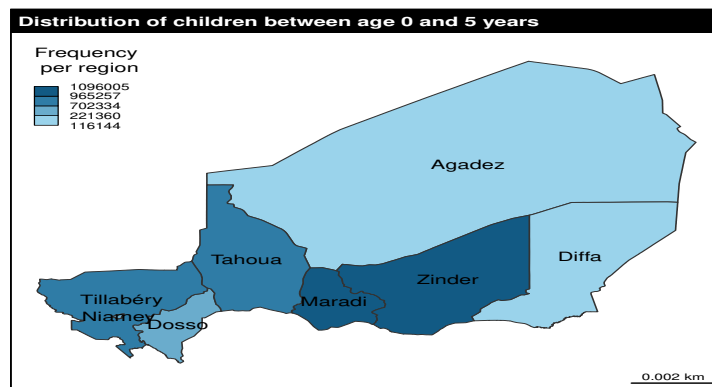 Distribution of children between age 0 and 5 years
Frequency
per region
1096005
965257
702334
221360
116144
Agadez
Tahoua
Diffa
Zinder
Maradi
Tillabéry
Niamey
Dosso
0.002 km